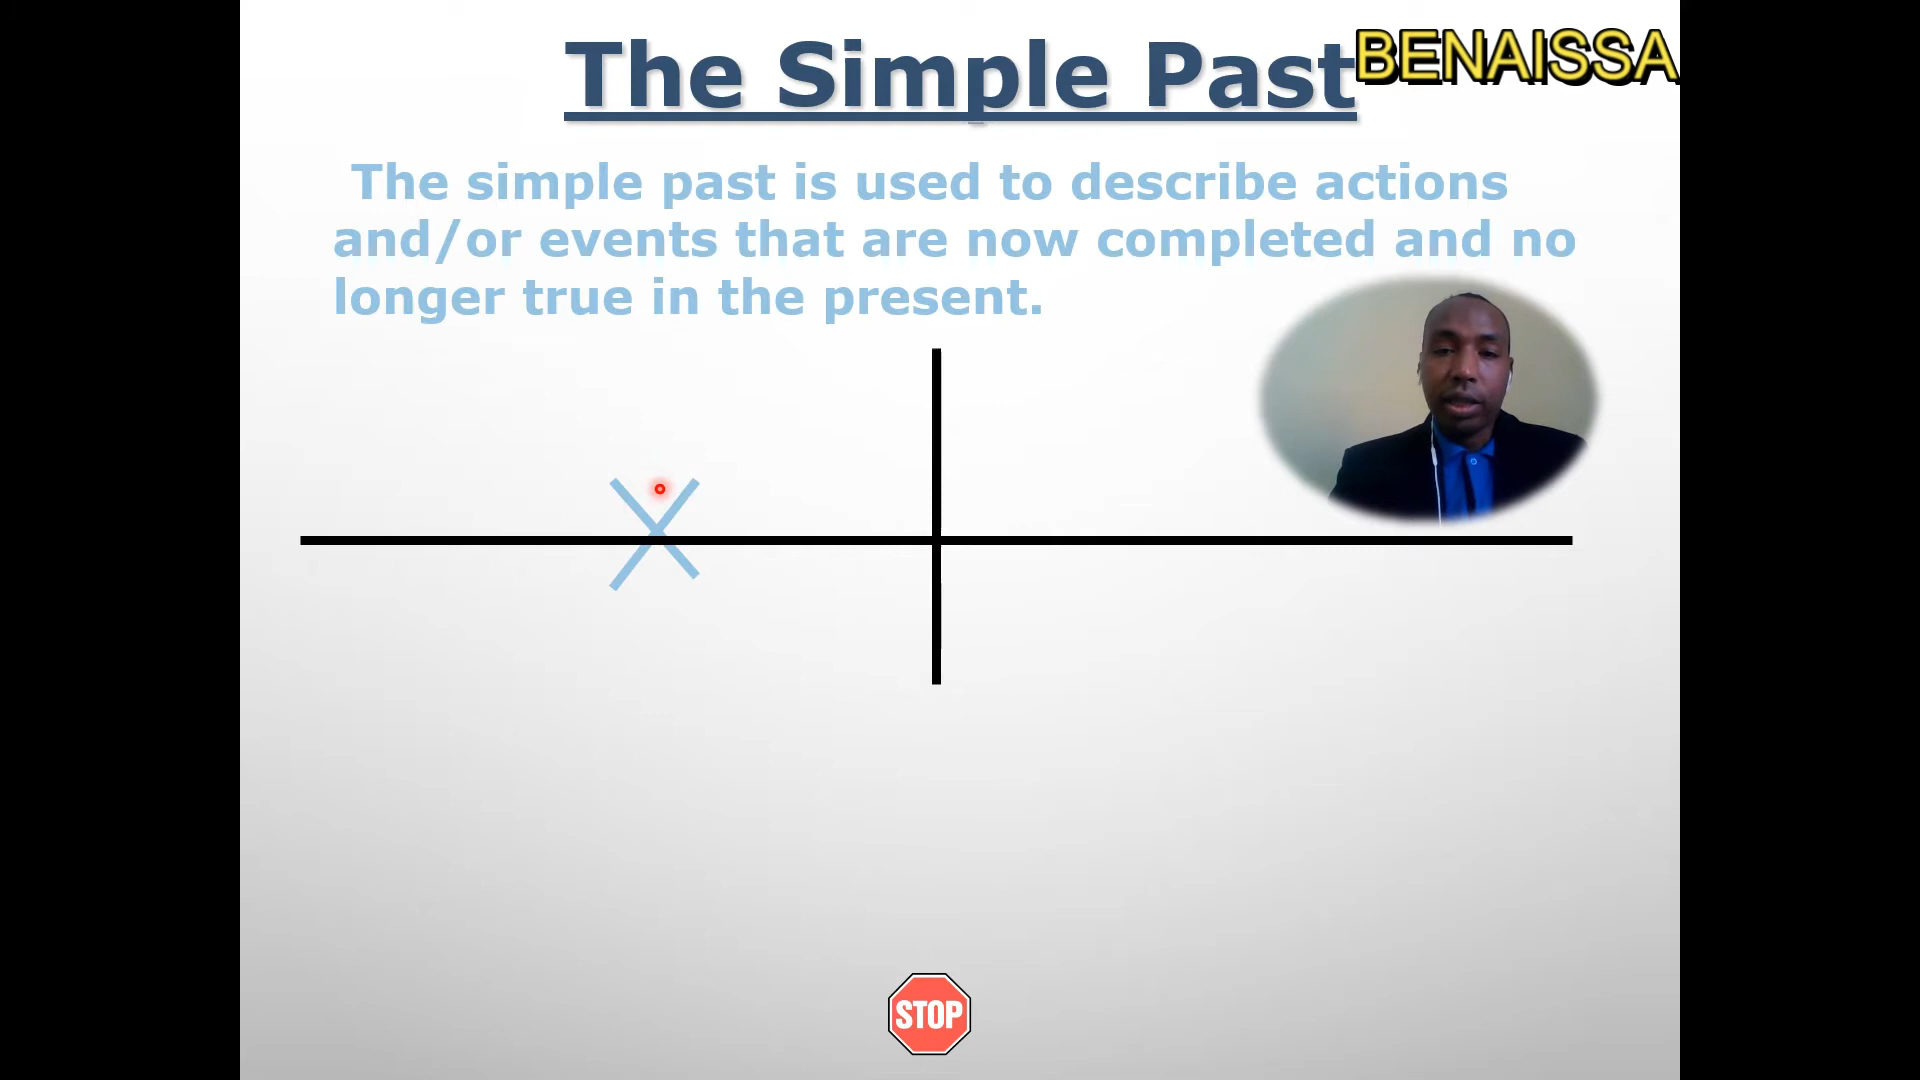 The Simple Past
BENAISSA
The simple past is used to describe actions
and/or events that are now completed and no
longer true in the present.
STOP